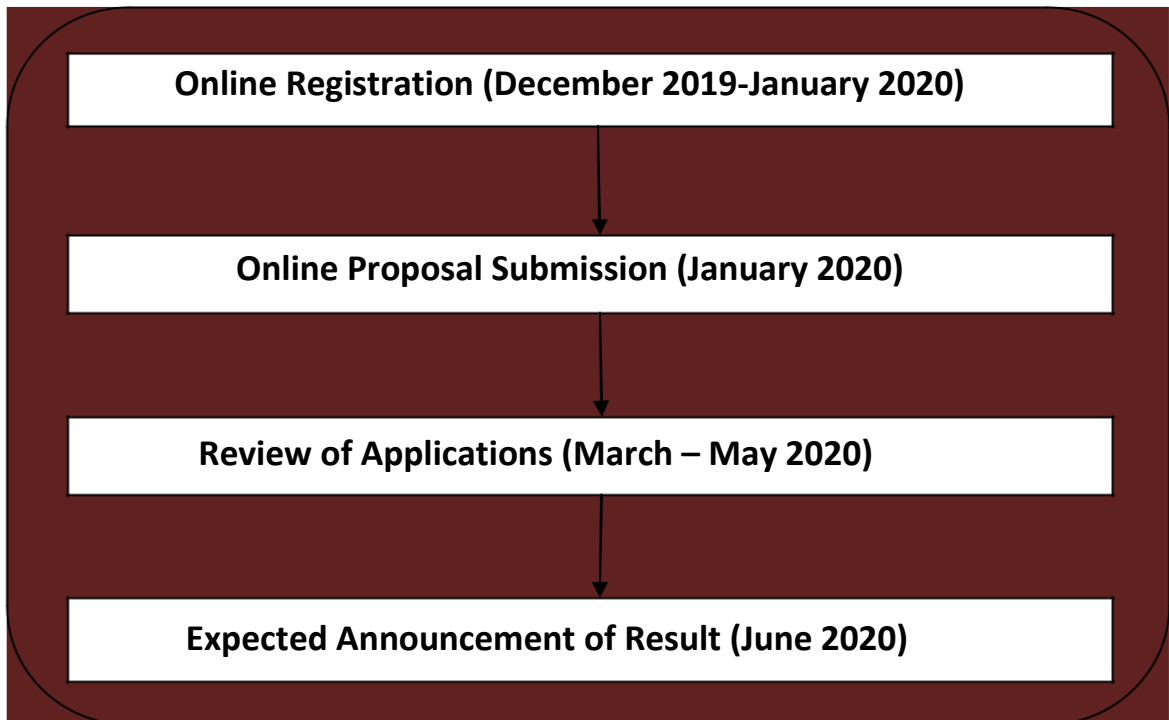 Online Registration (December 2019-January 2020)
Online Proposal Submission (January 2020)
Review of Applications (March – May 2020)
Expected Announcement of Result (June 2020)